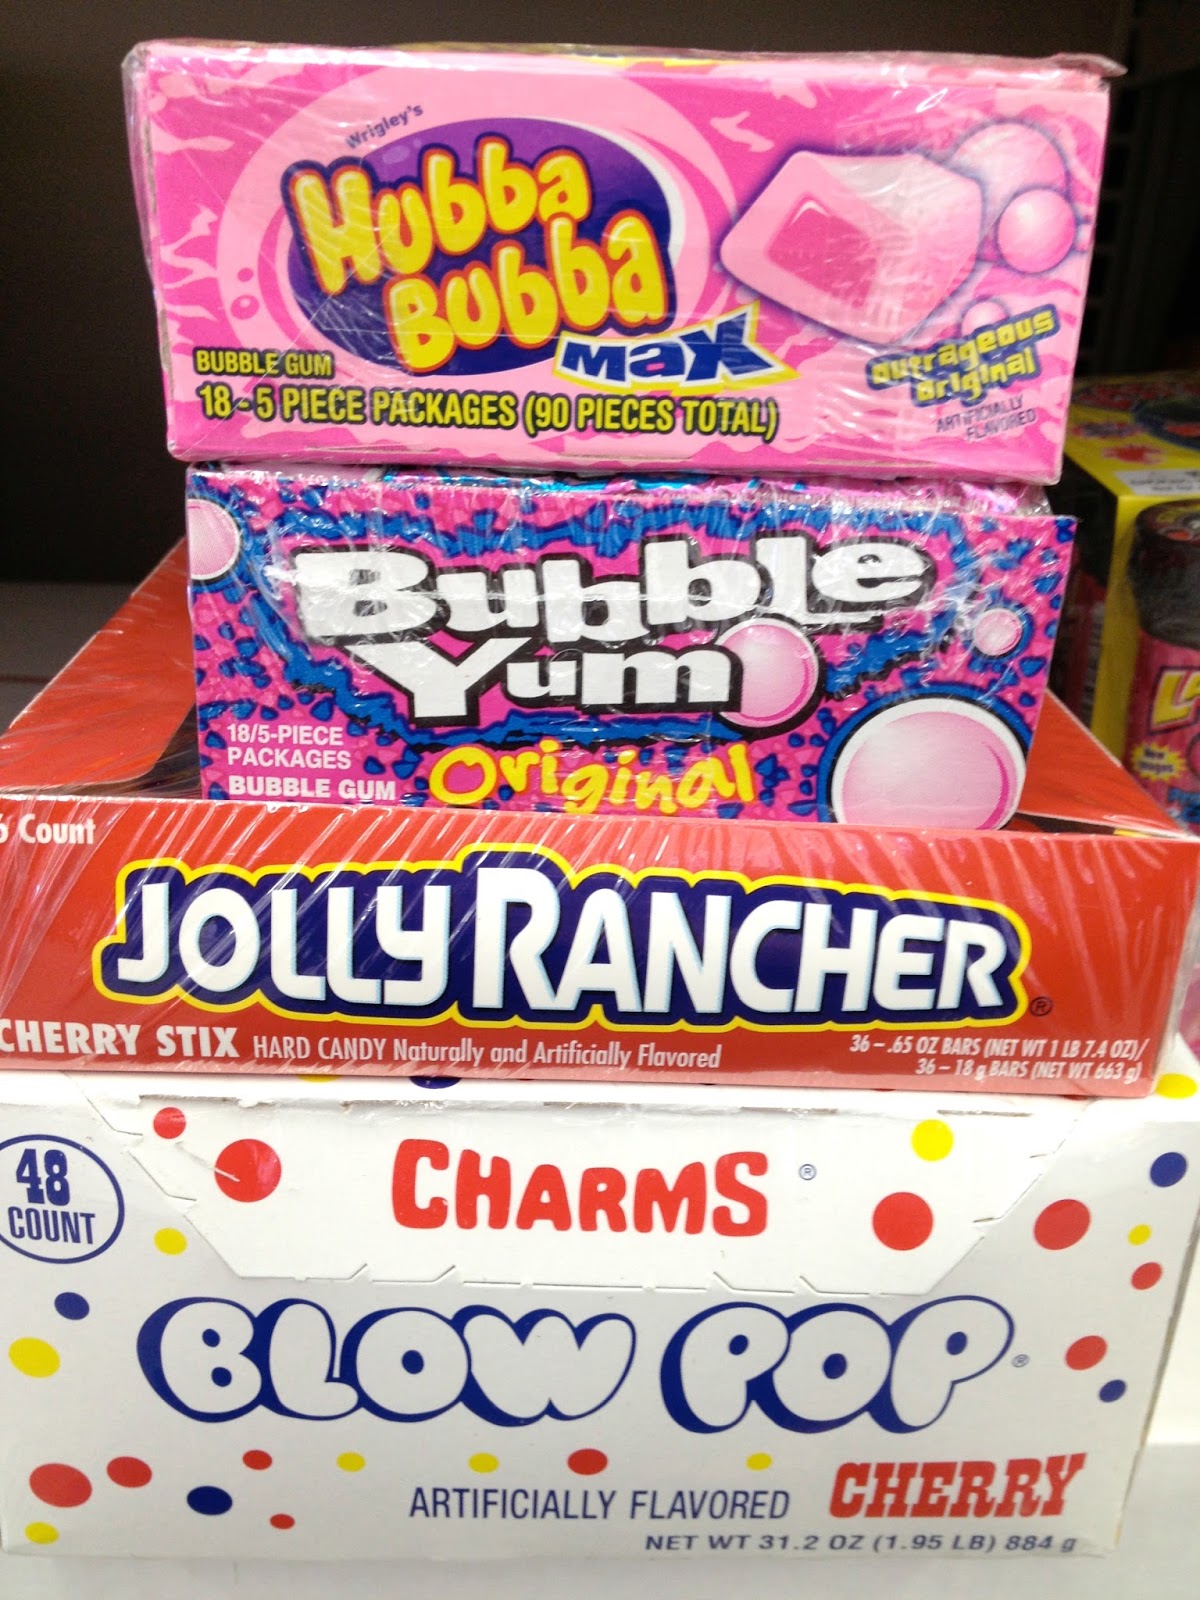 Wrigley's
Hubba
Bubba
max
BUBBLE GUM
18 - 5 PIECE PACKAGES (90 PIECES TOTAL)
outrageous
original
ARTIFICIALLY
FLAVORED
Bubble
Yum
Original
18/5-PIECE
PACKAGES
BUBBLE GUM
Count
JOLLY RANCHER®
CHERRY STIX HARD CANDY Naturally and Artificially Flavored
36 – .65 OZ BARS (NET WT 1 LB 7.4 OZ)/
36 – 18 g BARS (NET WT 663 g)
48
COUNT
CHARMS®
BLOW POP®
ARTIFICIALLY FLAVORED CHERRY
NET WT 31.2 OZ (1.95 LB) 884 g